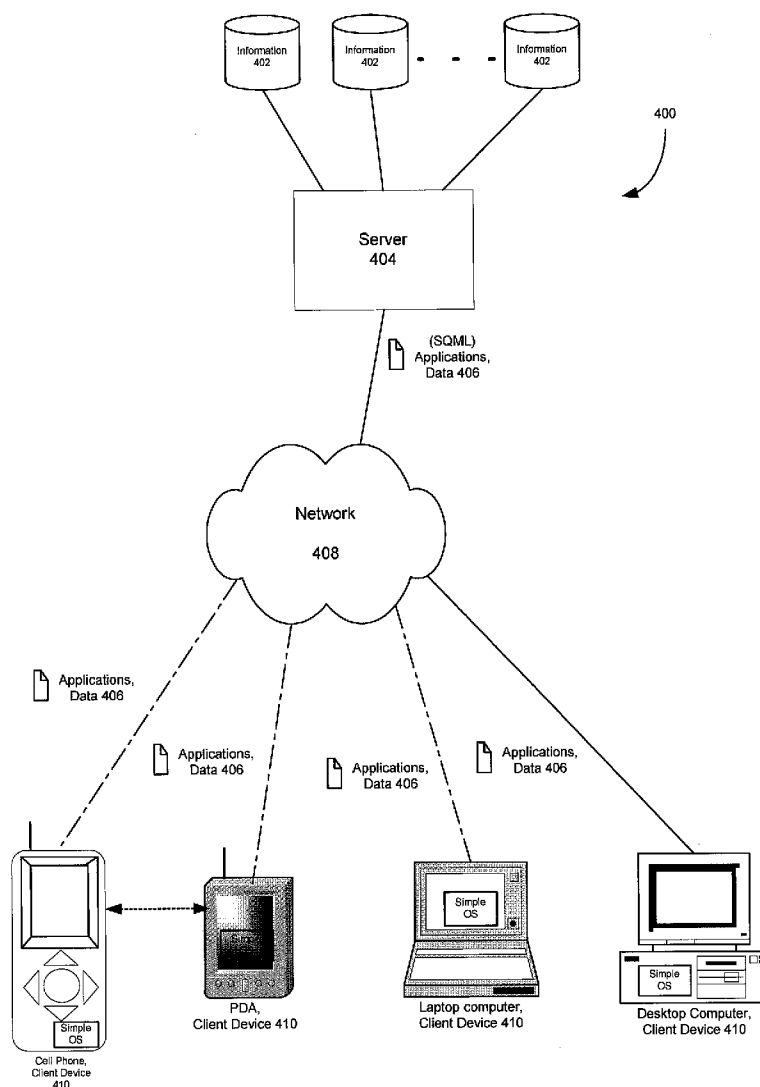 Information
402
Information
402
Information
402
400
Server
404
(SQML)
Applications,
Data 406
Network
408
Applications,
Data 406
Applications,
Data 406
Applications,
Data 406
Applications,
Data 406
Simple
OS
Simple
OS
Simple
OS
PDA,
Client Device 410
Laptop computer,
Client Device 410
Desktop Computer,
Client Device 410
Cell Phone,
Client Device
410